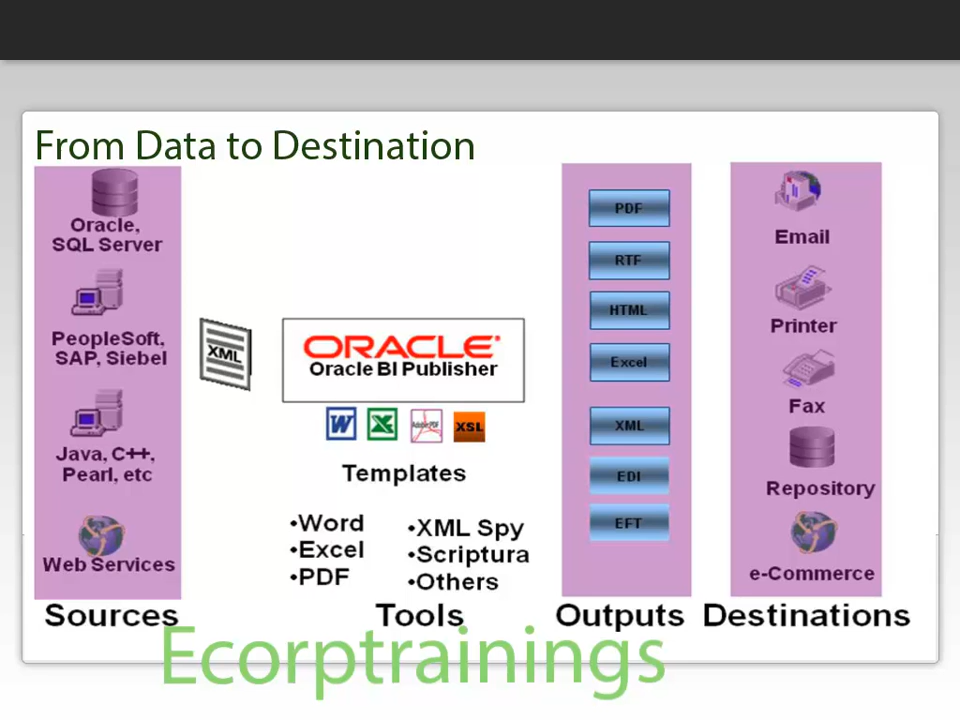 From Data to Destination
Oracle,
SQL Server
PeopleSoft,
SAP, Siebel
Java, C++,
Pearl, etc
Web Services
Sources
XML
ORACLE®
Oracle BI Publisher
W X Adobe PDF XSL
Templates
•Word
•Excel
•PDF
•XML Spy
•Scriptura
•Others
Tools
PDF
RTF
HTML
Excel
XML
EDI
EFT
Outputs
Email
Printer
Fax
Repository
e-Commerce
Destinations
Ecorptrainings